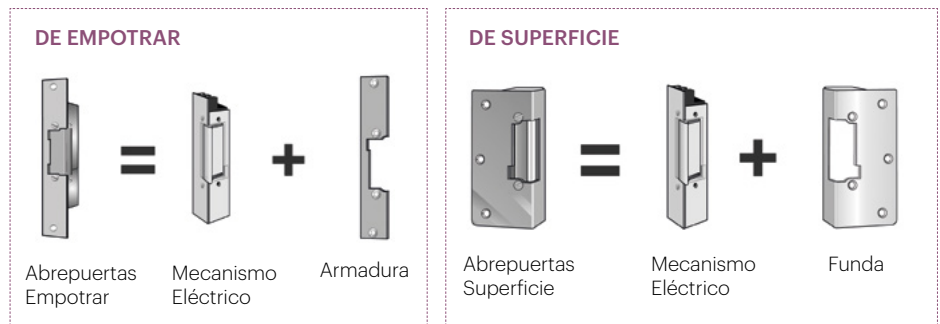 DE EMPOTRAR
Abrepuertas
Empotrar
Mecanismo
Eléctrico
Armadura
DE SUPERFICIE
Abrepuertas
Superficie
Mecanismo
Eléctrico
Funda